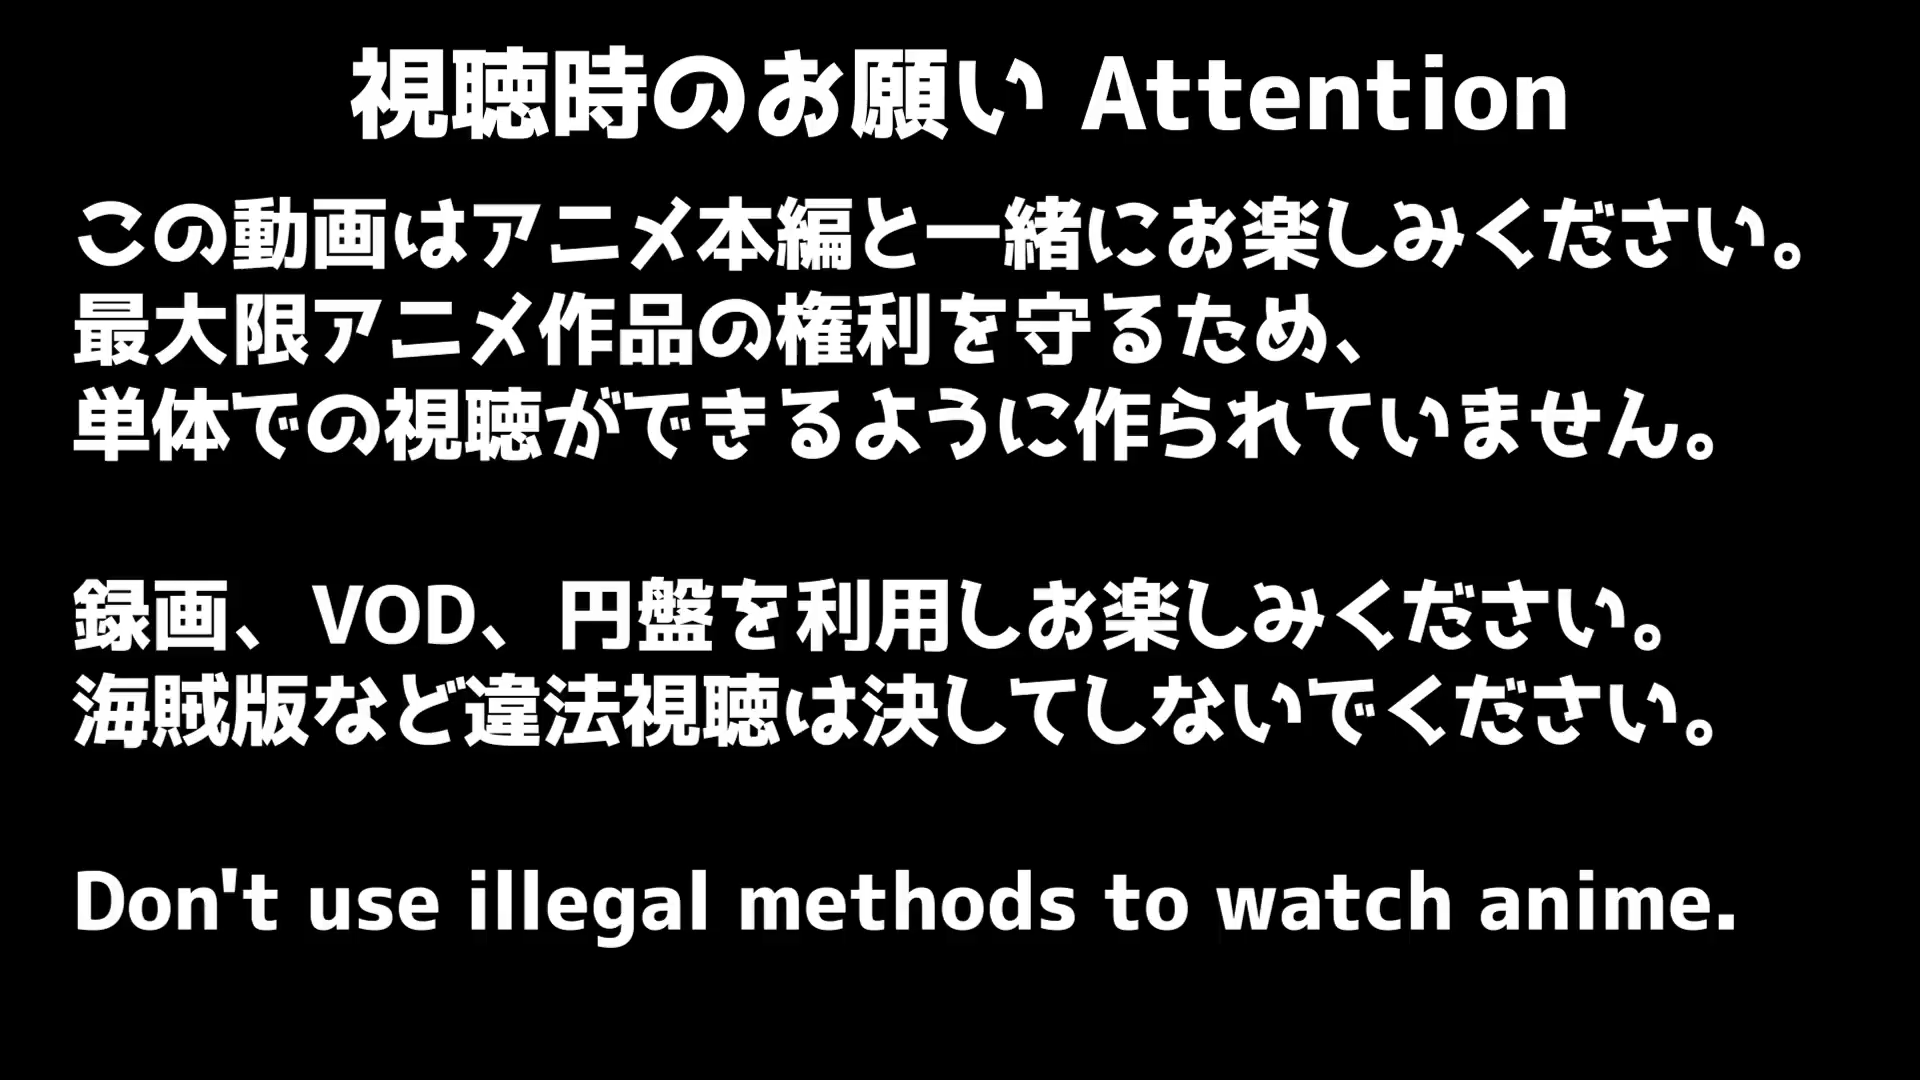 視聴時のお願い Attention
この動画はアニメ本編と一緒にお楽しみください。
最大限アニメ作品の権利を守るため、
単体での視聴ができるように作られていません。
録画、VOD、円盤を利用しお楽しみください。
海賊版など違法視聴は決してしないでください。
Don't use illegal methods to watch anime.